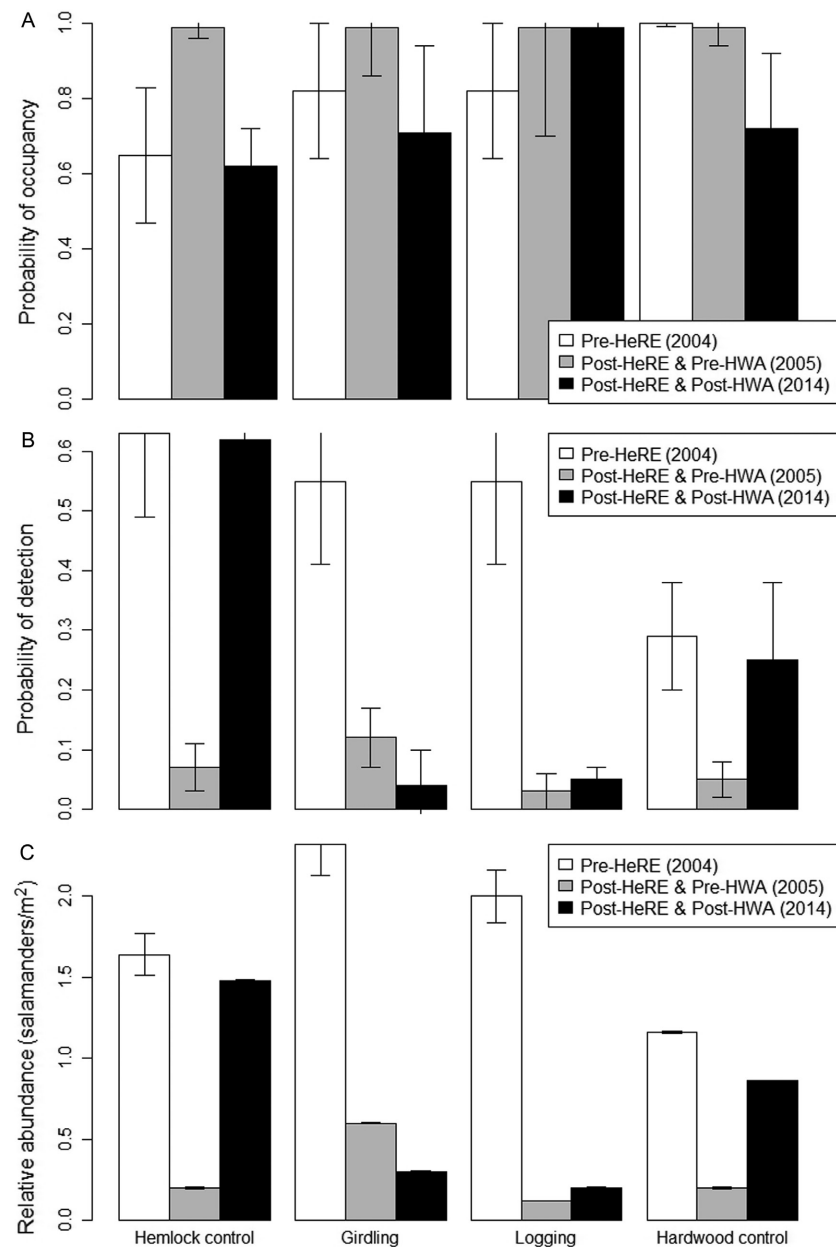 A
Probability of occupancy
1.0
0.8
0.6
0.4
0.2
0.0
Pre-HeRE (2004)
Post-HeRE & Pre-HWA (2005)
Post-HeRE & Post-HWA (2014)
B
Probability of detection
0.6
0.5
0.4
0.3
0.2
0.1
0.0
Pre-HeRE (2004)
Post-HeRE & Pre-HWA (2005)
Post-HeRE & Post-HWA (2014)
C
Relative abundance (salamanders/m²)
2.0
1.5
1.0
0.5
0.0
Pre-HeRE (2004)
Post-HeRE & Pre-HWA (2005)
Post-HeRE & Post-HWA (2014)
Hemlock control
Girdling
Logging
Hardwood control